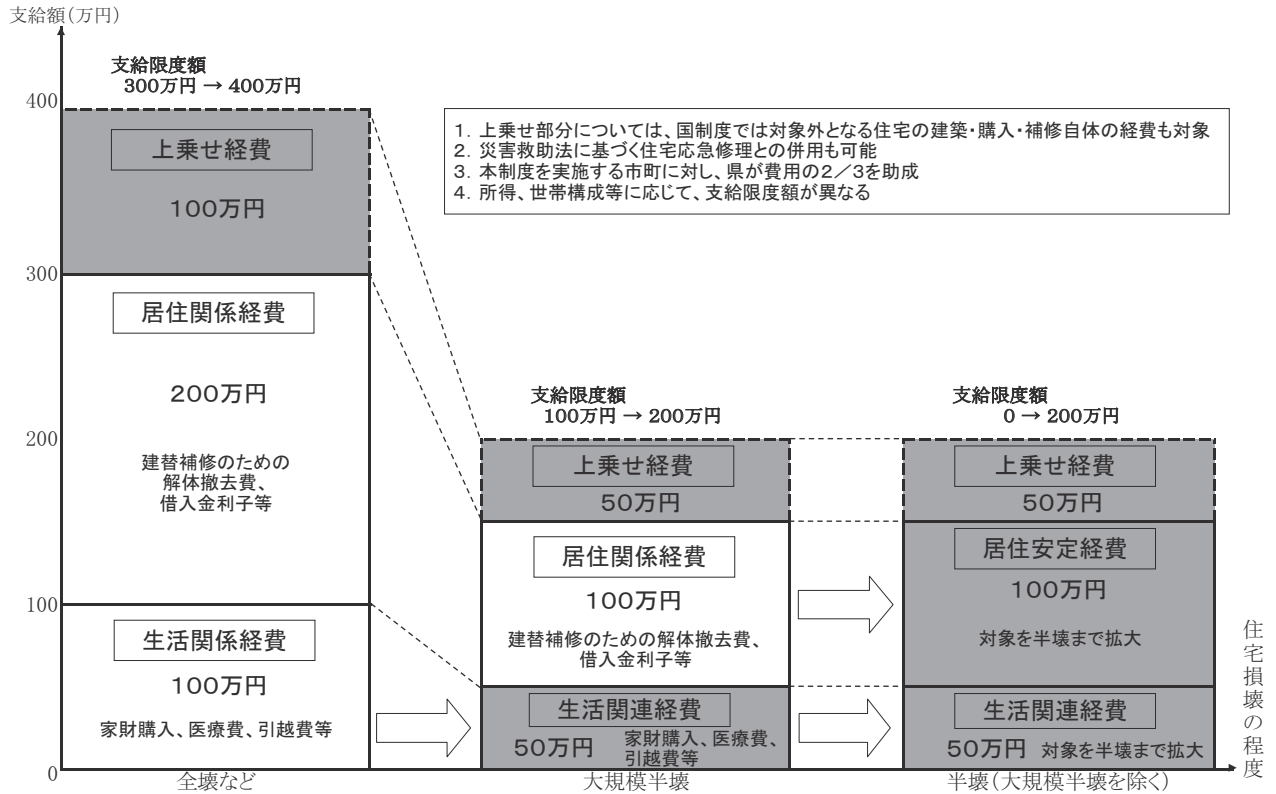 支給額(万円)
支給限度額
300万円 → 400万円
400
上乗せ経費
100万円
1. 上乗せ部分については、国制度では対象外となる住宅の建築・購入・補修自体の経費も対象
2. 災害救助法に基づく住宅応急修理との併用も可能
3. 本制度を実施する市町に対し、県が費用の2/3を助成
4. 所得、世帯構成等に応じて、支給限度額が異なる
300
居住関係経費
200万円
建替補修のための
解体撤去費、
借入金利子等
200
100
生活関係経費
100万円
家財購入、医療費、引越費等
0
全壊など
支給限度額
100万円 → 200万円
上乗せ経費
50万円
居住関係経費
100万円
建替補修のための解体撤去費、
借入金利子等
生活関連経費
50万円
家財購入、医療費、
引越費等
大規模半壊
支給限度額
0 → 200万円
上乗せ経費
50万円
居住安定経費
100万円
対象を半壊まで拡大
生活関連経費
50万円 対象を半壊まで拡大
半壊(大規模半壊を除く)
住宅損壊の程度